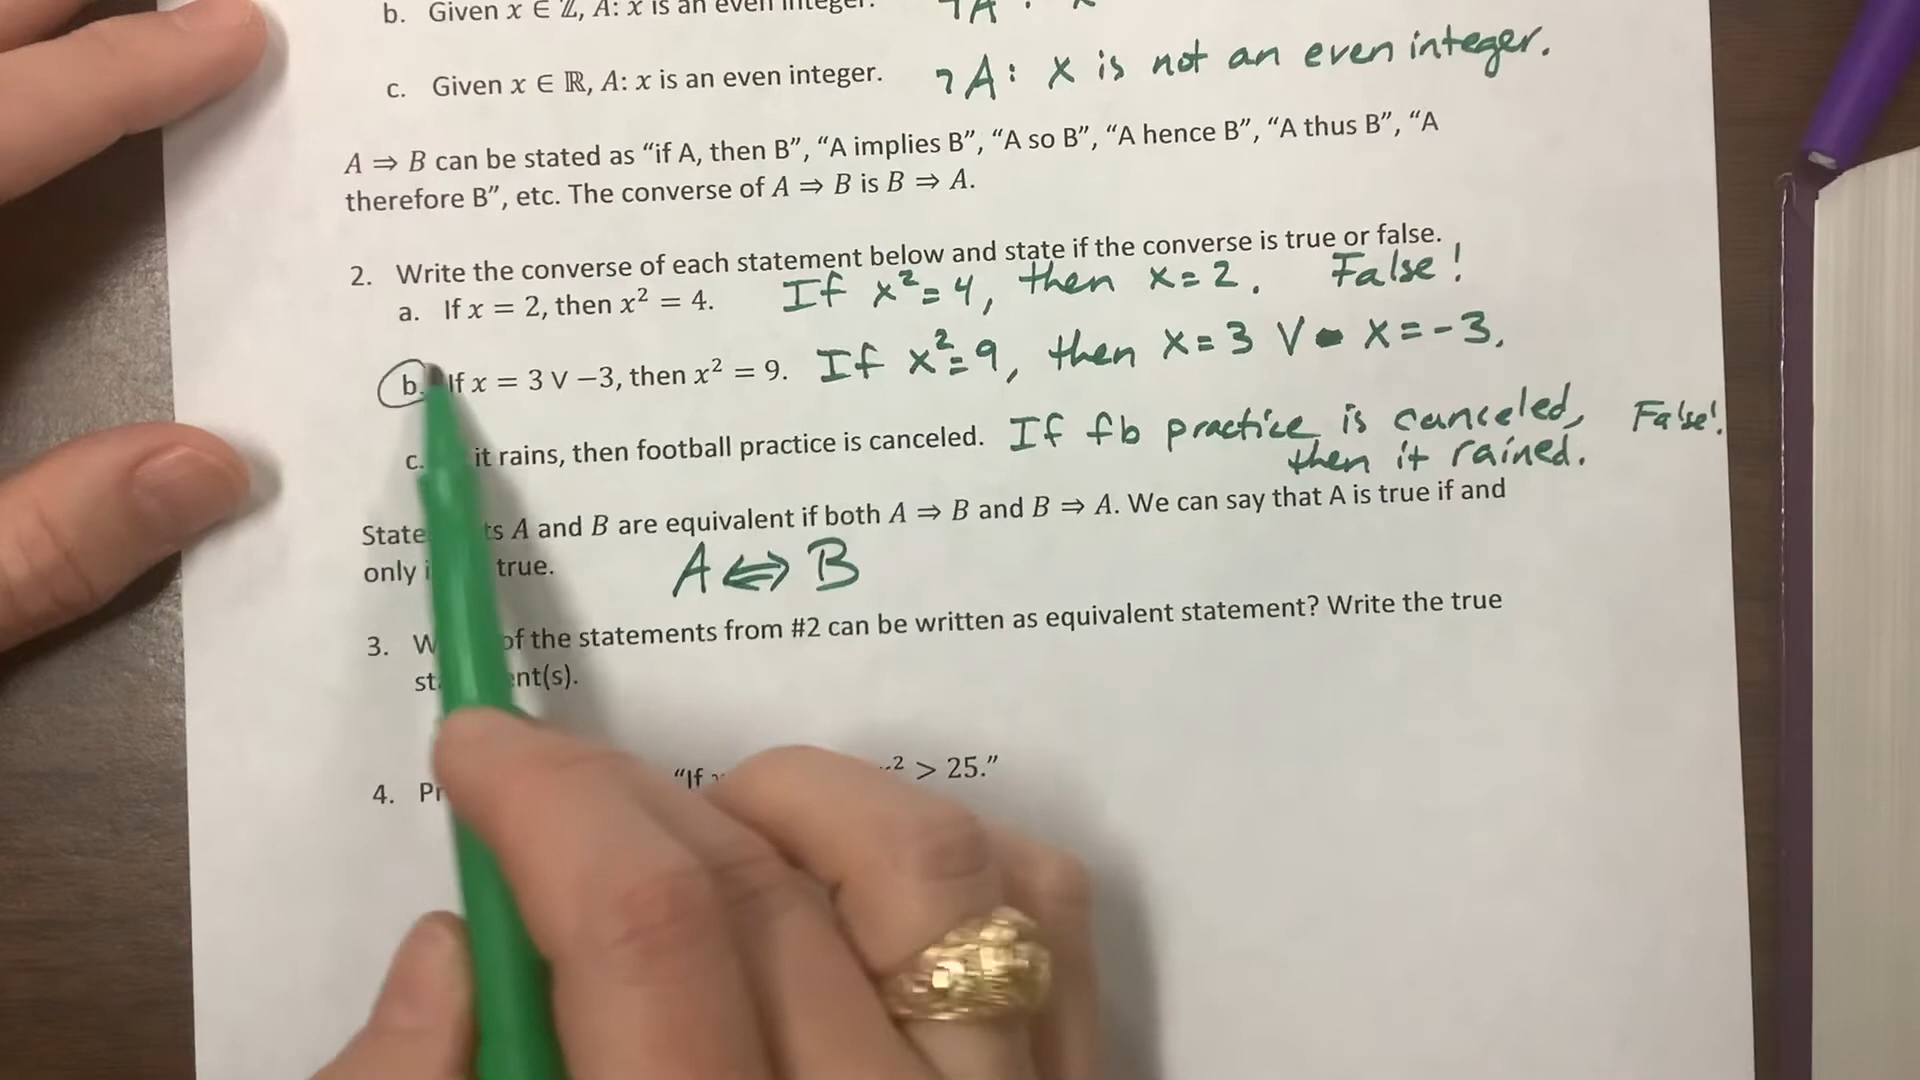 b. Given x ∈ ℤ, A: x is an even integer. ¬A: x
c. Given x ∈ ℝ, A: x is an even integer. ¬A: x is not an even integer.
A ⇒ B can be stated as “if A, then B”, “A implies B”, “A so B”, “A hence B”, “A thus B”, “A
therefore B”, etc. The converse of A ⇒ B is B ⇒ A.
2. Write the converse of each statement below and state if the converse is true or false.
a. If x = 2, then x² = 4. If x² = 4, then x = 2. False!
b. If x = 3 ∨ −3, then x² = 9. If x² = 9, then x = 3 ∨ x = -3.
c. it rains, then football practice is canceled. If fb practice is canceled, False!
then it rained.
State ts A and B are equivalent if both A ⇒ B and B ⇒ A. We can say that A is true if and
only i true. A ⇔ B
3. W of the statements from #2 can be written as equivalent statement? Write the true
st ent(s).
4. Pr “If ² > 25.”